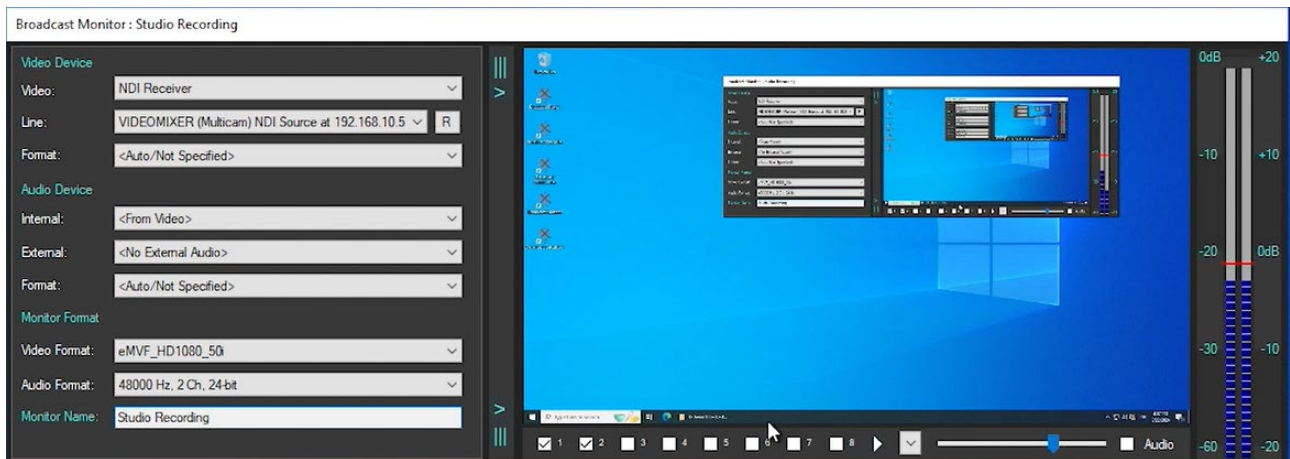 Broadcast Monitor : Studio Recording
Video Device
Video: NDI Receiver
Line: VIDEOMIXER (Multicam) NDI Source at 192.168.10.5 R
Format: <Auto/Not Specified>
Audio Device
Internal: <From Video>
External: <No External Audio>
Format: <Auto/Not Specified>
Monitor Format
Video Format: eMVF_HD1080_50i
Audio Format: 48000 Hz, 2 Ch, 24-bit
Monitor Name: Studio Recording
0dB +20
-10 +10
-20 0dB
-30 -10
-60 -20
1 2 3 4 5 6 7 8 Audio